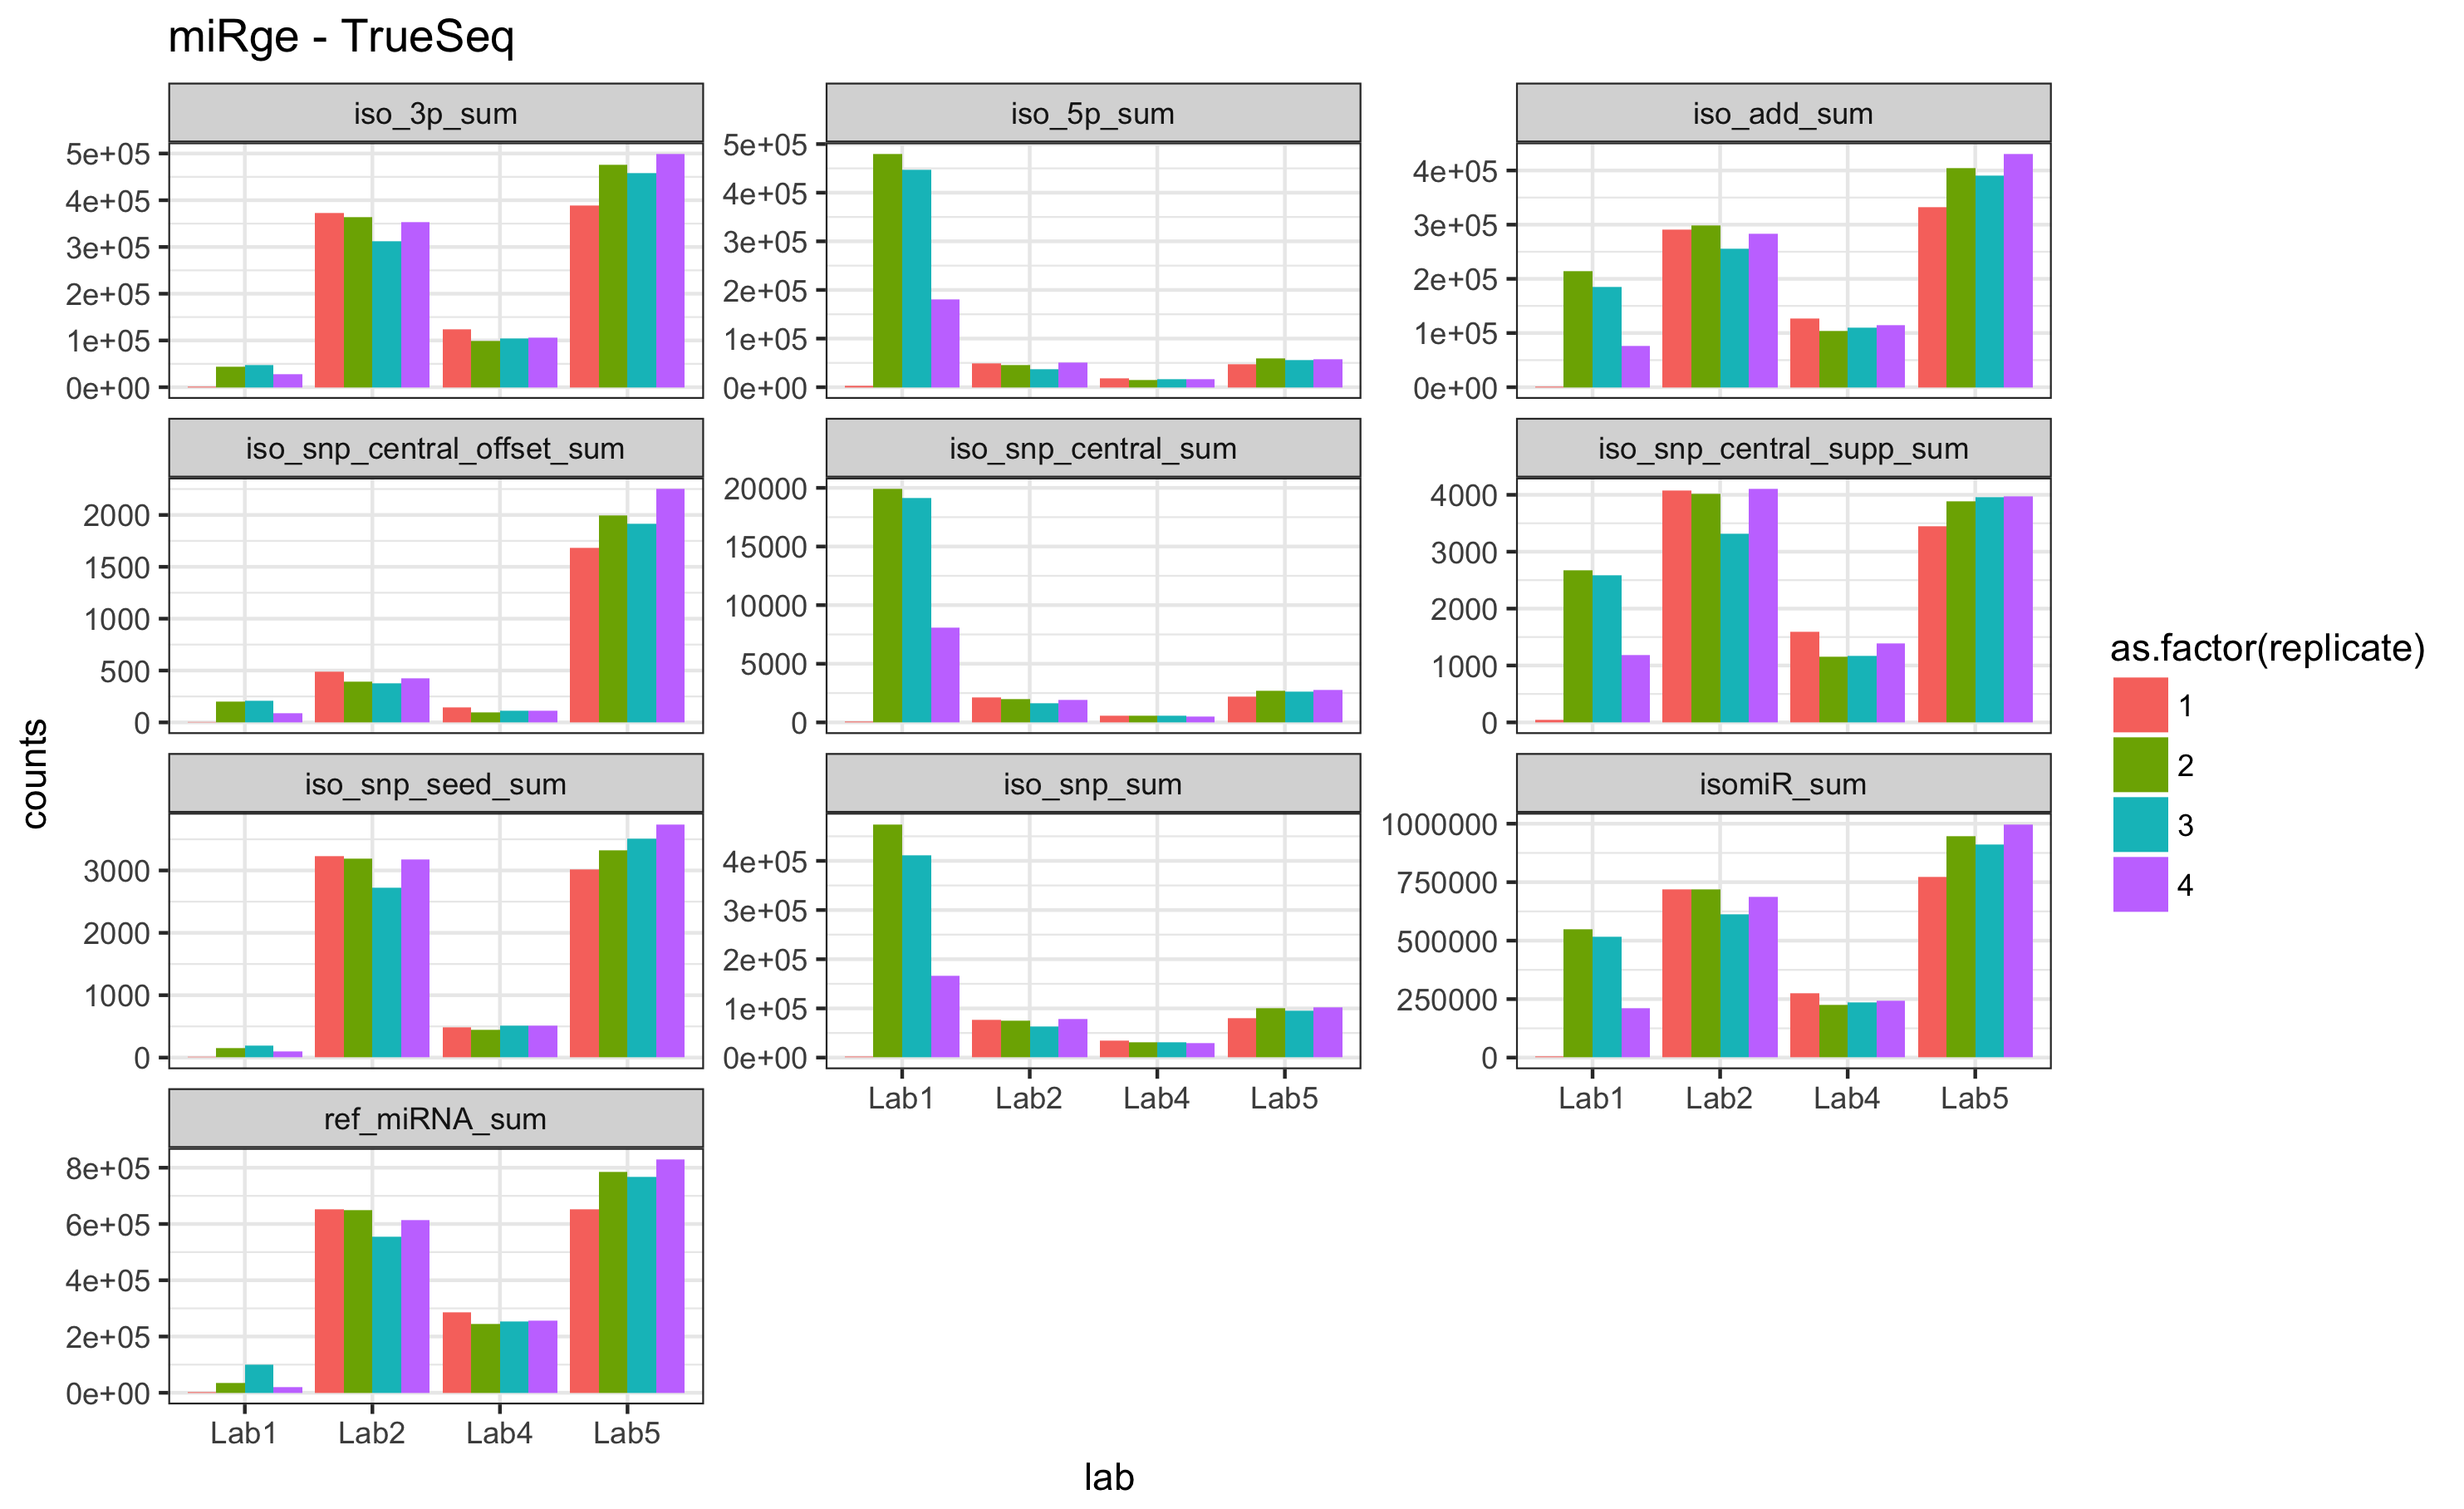 miRge - TrueSeq
iso_3p_sum
iso_5p_sum
iso_add_sum
5e+05
4e+05
3e+05
2e+05
1e+05
0e+00
5e+05
4e+05
3e+05
2e+05
1e+05
0e+00
4e+05
3e+05
2e+05
1e+05
0e+00
iso_snp_central_offset_sum
iso_snp_central_sum
iso_snp_central_supp_sum
2000
1500
1000
500
0
20000
15000
10000
5000
0
4000
3000
2000
1000
0
iso_snp_seed_sum
iso_snp_sum
isomiR_sum
3000
2000
1000
0
4e+05
3e+05
2e+05
1e+05
0e+00
1000000
750000
500000
250000
0
Lab1 Lab2 Lab4 Lab5
Lab1 Lab2 Lab4 Lab5
ref_miRNA_sum
8e+05
6e+05
4e+05
2e+05
0e+00
Lab1 Lab2 Lab4 Lab5
lab
counts
as.factor(replicate)
1
2
3
4